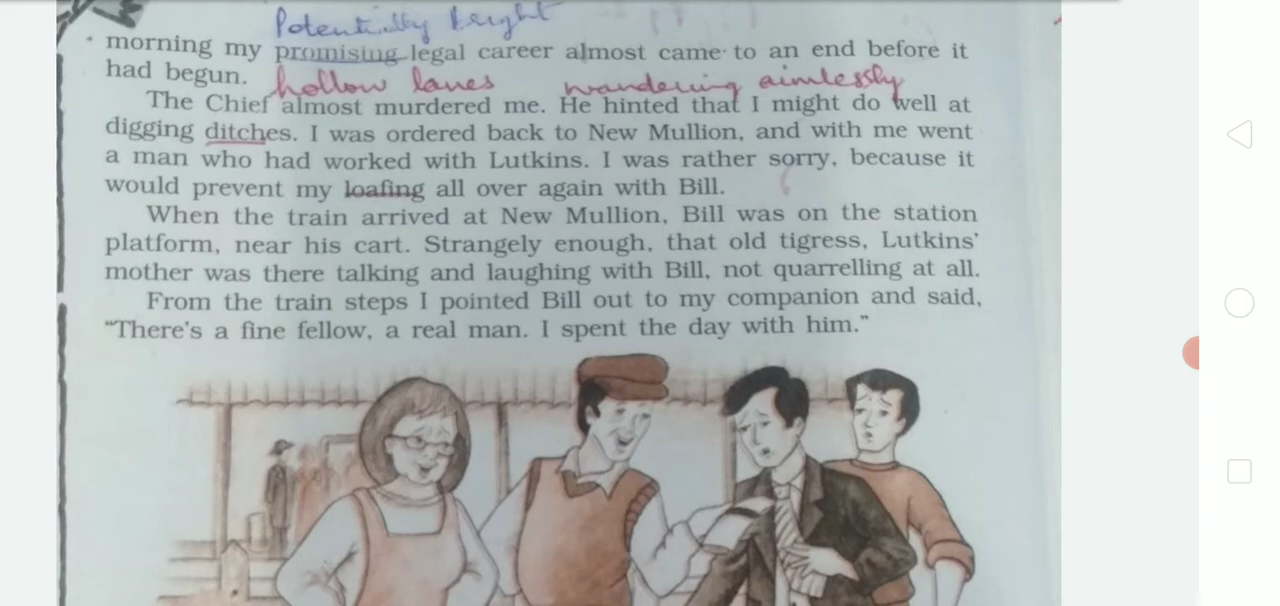 Potentially bright
morning my promising legal career almost came to an end before it
had begun.
hollow lanes wandering aimlessly
The Chief almost murdered me. He hinted that I might do well at
digging ditches. I was ordered back to New Mullion, and with me went
a man who had worked with Lutkins. I was rather sorry, because it
would prevent my loafing all over again with Bill.
When the train arrived at New Mullion, Bill was on the station
platform, near his cart. Strangely enough, that old tigress, Lutkins'
mother was there talking and laughing with Bill, not quarrelling at all.
From the train steps I pointed Bill out to my companion and said,
"There's a fine fellow, a real man. I spent the day with him."